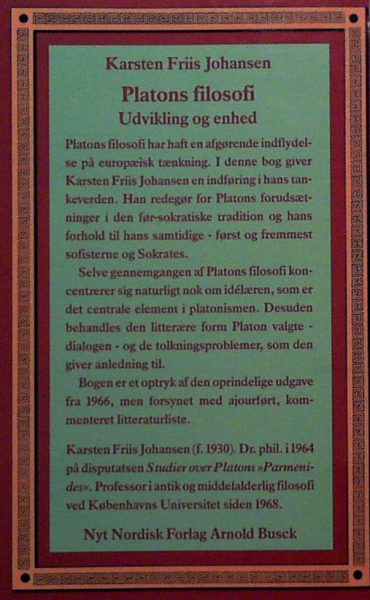 Karsten Friis Johansen
Platons filosofi
Udvikling og enhed
Platons filosofi har haft en afgørende indflydel-
se på europæisk tænkning. I denne bog giver
Karsten Friis Johansen en indføring i hans tan-
keverden. Han redegør for Platons forudsæt-
ninger i den før-sokratiske tradition og hans
forhold til hans samtidige - først og fremmest
sofisterne og Sokrates.
Selve gennemgangen af Platons filosofi kon-
centrerer sig naturligt nok om idélæren, som er
det centrale element i platonismen. Desuden
behandles den litterære form Platon valgte -
dialogen - og de tolkningsproblemer, som den
giver anledning til.
Bogen er et optryk af den oprindelige udgave
fra 1966, men forsynet med ajourført, kom-
menteret litteraturliste.
Karsten Friis Johansen (f. 1930). Dr. phil. i 1964
på disputatsen Studier over Platons »Parmeni-
des«. Professor i antik og middelalderlig filosofi
ved Københavns Universitet siden 1968.
Nyt Nordisk Forlag Arnold Busck